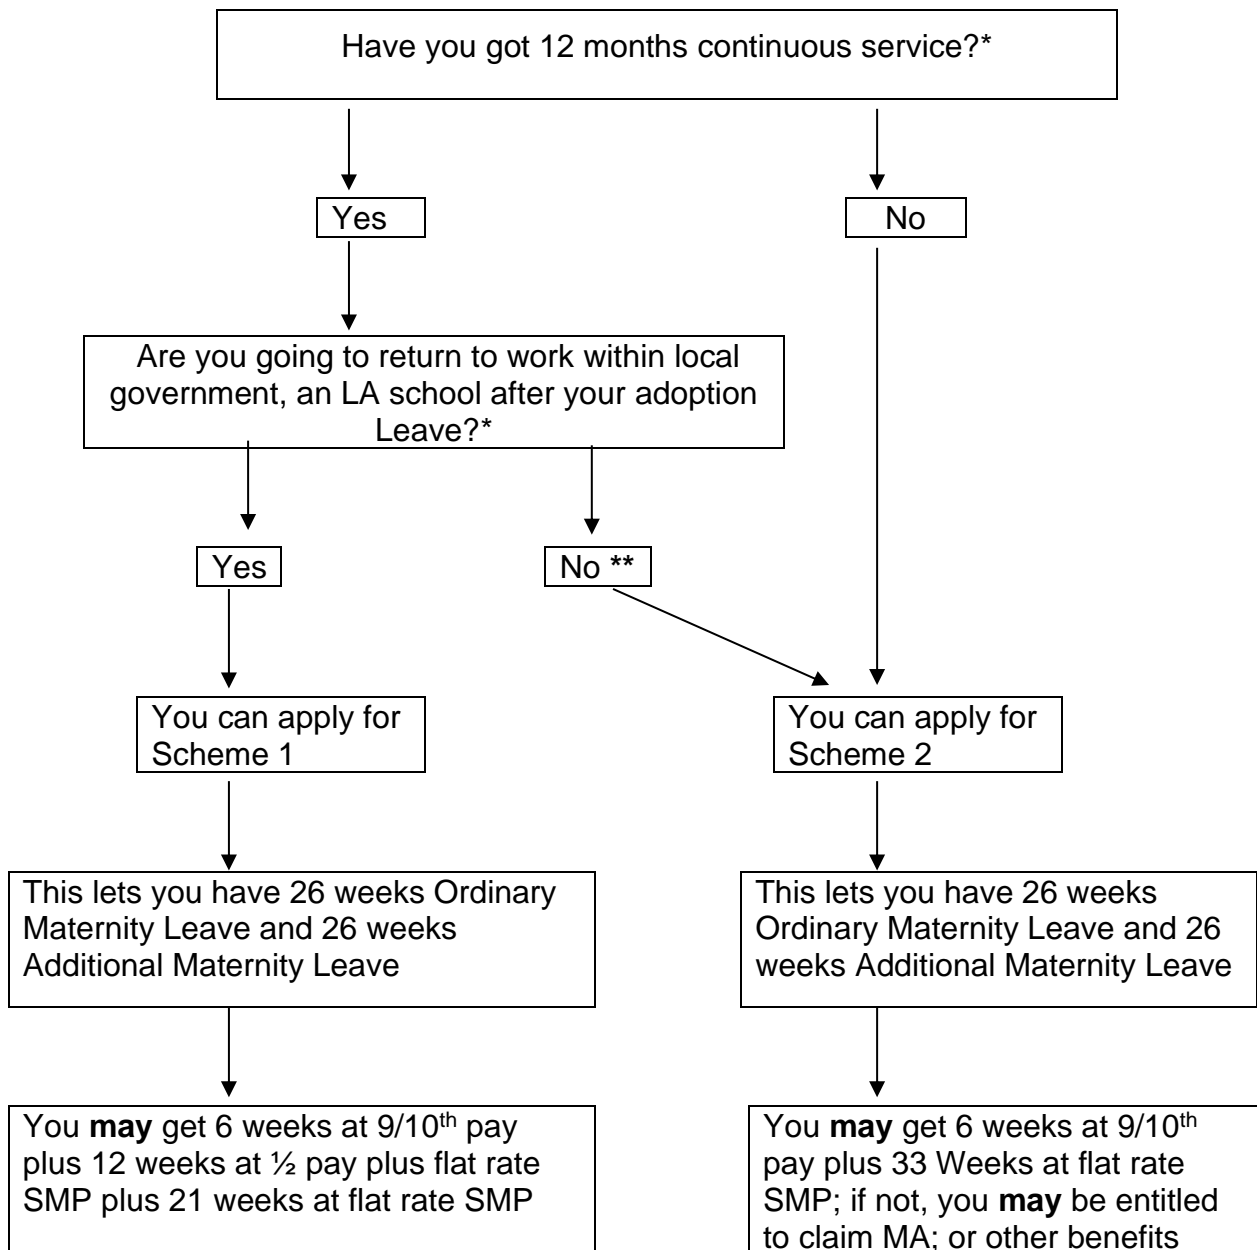 Have you got 12 months continuous service?*
Yes
No
Are you going to return to work within local
government, an LA school after your adoption
Leave?*
Yes
No **
You can apply for
Scheme 1
You can apply for
Scheme 2
This lets you have 26 weeks Ordinary
Maternity Leave and 26 weeks
Additional Maternity Leave
This lets you have 26 weeks
Ordinary Maternity Leave and 26
weeks Additional Maternity Leave
You may get 6 weeks at 9/10th pay
plus 12 weeks at ½ pay plus flat rate
SMP plus 21 weeks at flat rate SMP
You may get 6 weeks at 9/10th
pay plus 33 Weeks at flat rate
SMP; if not, you may be entitled
to claim MA; or other benefits